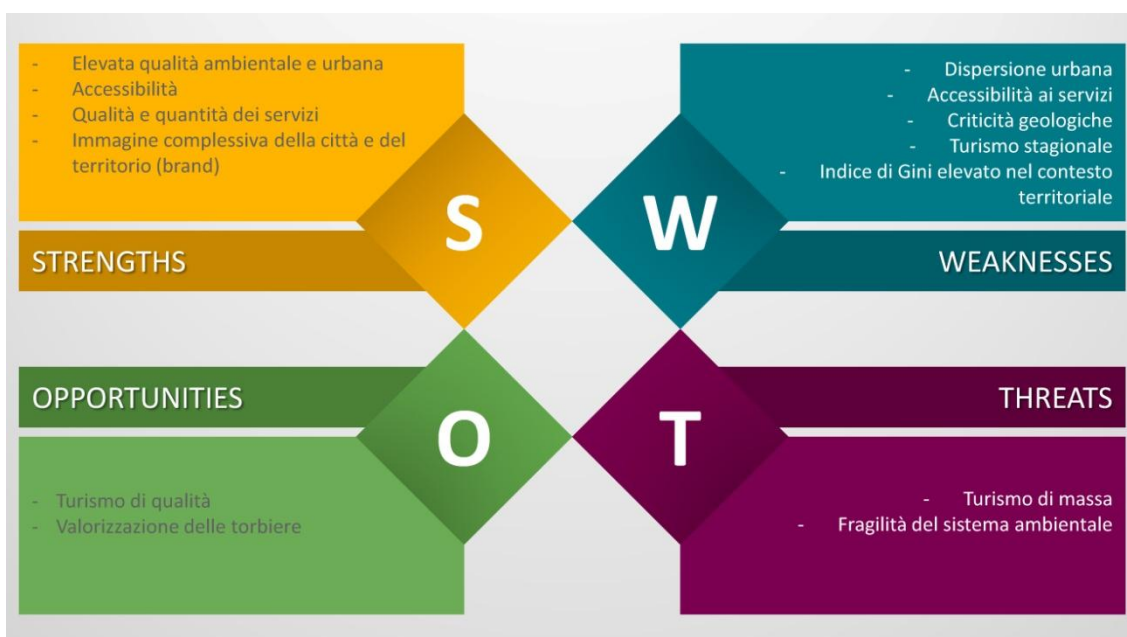 - Elevata qualità ambientale e urbana
- Accessibilità
- Qualità e quantità dei servizi
- Immagine complessiva della città e del
territorio (brand)
S
STRENGTHS
- Dispersione urbana
- Accessibilità ai servizi
- Criticità geologiche
- Turismo stagionale
- Indice di Gini elevato nel contesto
territoriale
W
WEAKNESSES
OPPORTUNITIES
O
- Turismo di qualità
- Valorizzazione delle torbiere
THREATS
T
- Turismo di massa
- Fragilità del sistema ambientale